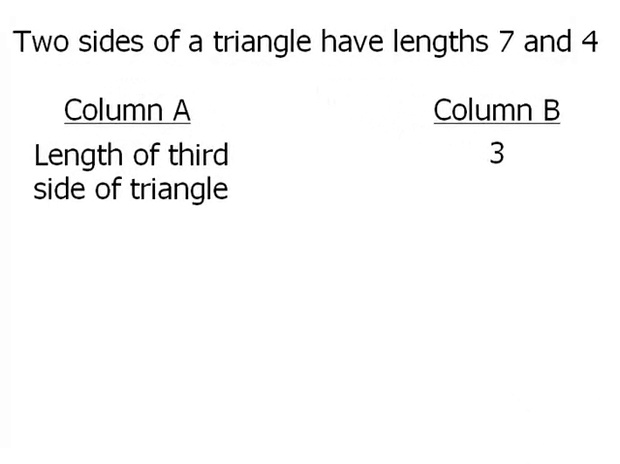 Two sides of a triangle have lengths 7 and 4
Column A
Column B
Length of third
side of triangle
3